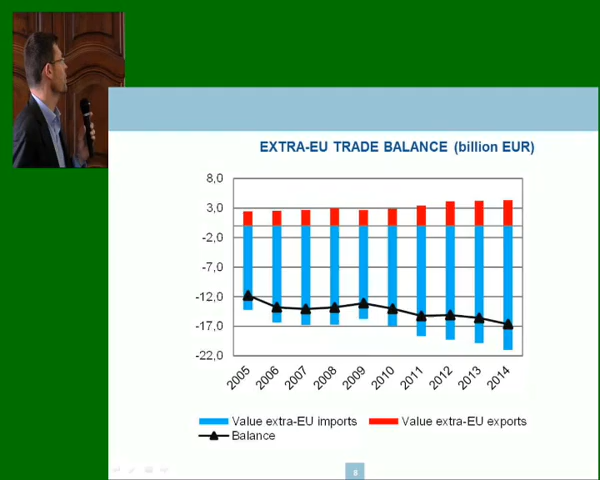 EXTRA-EU TRADE BALANCE (billion EUR)
8,0
3,0
-2,0
-7,0
-12,0
-17,0
-22,0
2005 2006 2007 2008 2009 2010 2011 2012 2013 2014
Value extra-EU imports Value extra-EU exports
Balance
8